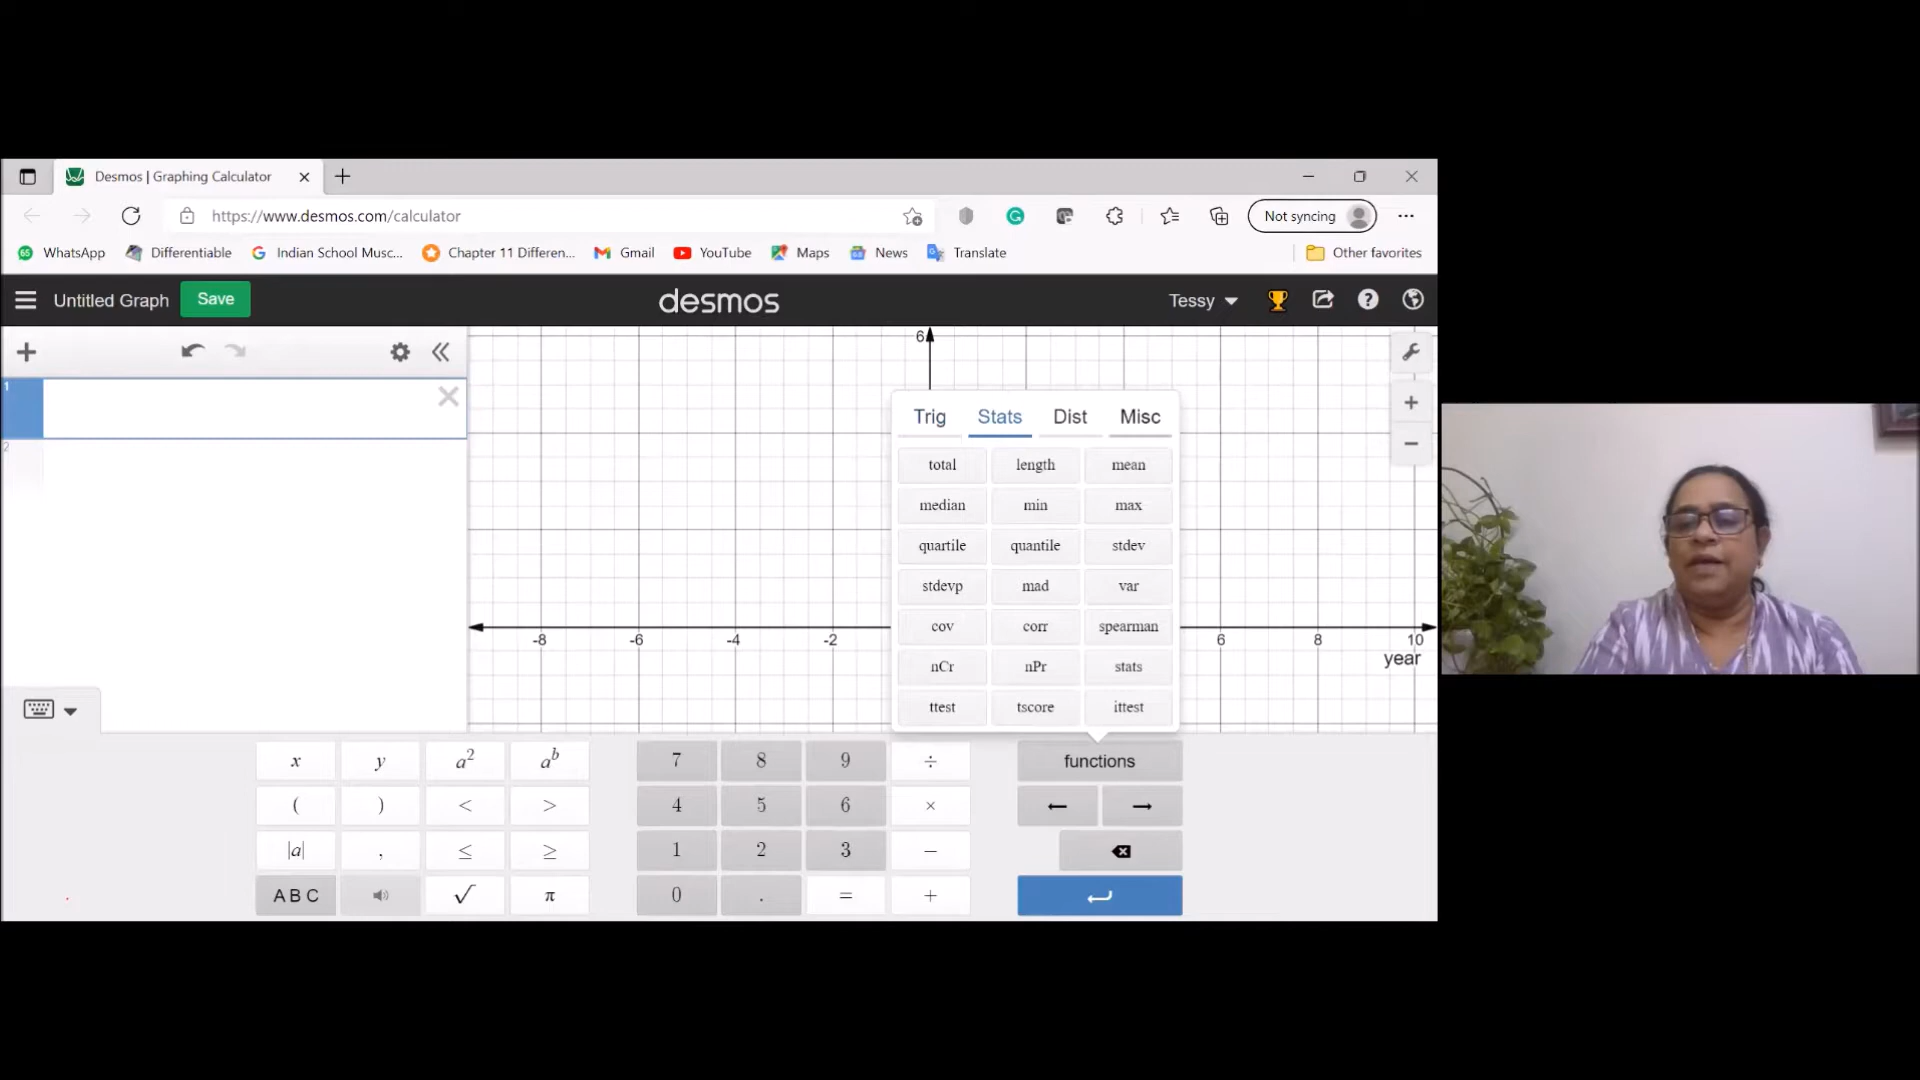 Desmos | Graphing Calculator
https://www.desmos.com/calculator
Not syncing
65 WhatsApp Differentiable Indian School Musc... Chapter 11 Differen... Gmail YouTube Maps News Translate Other favorites
Untitled Graph Save desmos Tessy
1
2
6
Trig Stats Dist Misc
total length mean
median min max
quartile quantile stdev
stdevp mad var
cov corr spearman
nCr nPr stats
ttest tscore ittest
-8 -6 -4 -2 6 8 10
year
x y a² aᵇ 7 8 9 ÷ functions
( ) < > 4 5 6 × ← →
|a| , ≤ ≥ 1 2 3 −
A B C √ π 0 . = +